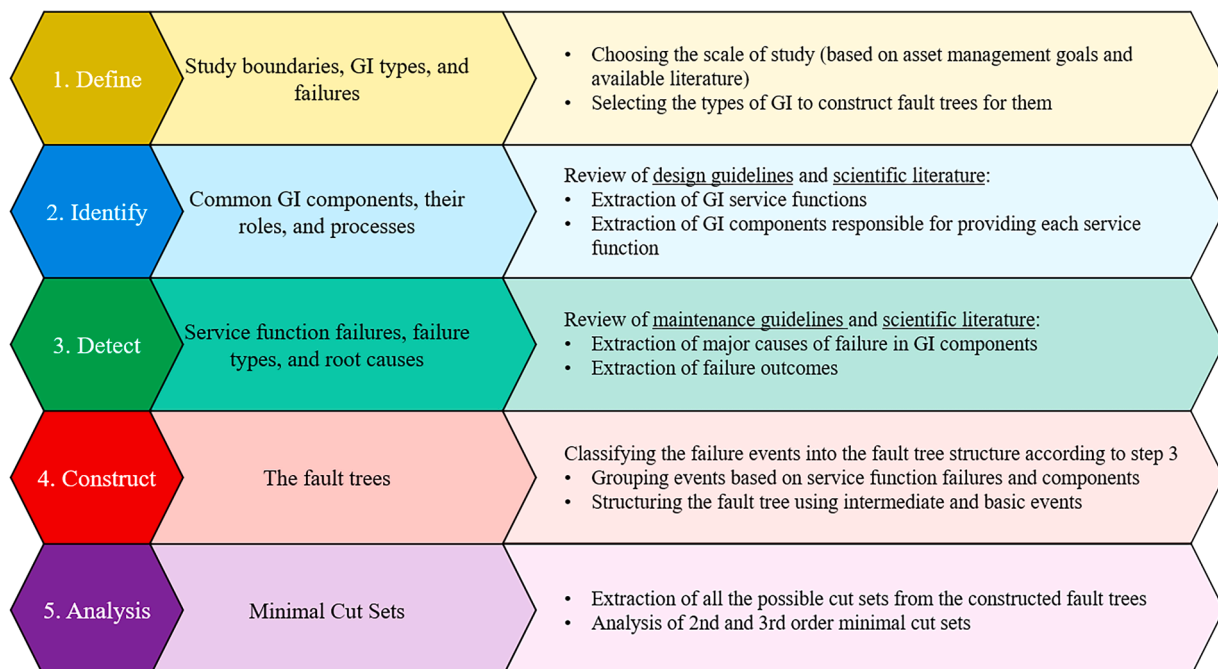 1. Define
Study boundaries, GI types, and
failures
• Choosing the scale of study (based on asset management goals and
available literature)
• Selecting the types of GI to construct fault trees for them
2. Identify
Common GI components, their
roles, and processes
Review of design guidelines and scientific literature:
• Extraction of GI service functions
• Extraction of GI components responsible for providing each service
function
3. Detect
Service function failures, failure
types, and root causes
Review of maintenance guidelines and scientific literature:
• Extraction of major causes of failure in GI components
• Extraction of failure outcomes
4. Construct
The fault trees
Classifying the failure events into the fault tree structure according to step 3
• Grouping events based on service function failures and components
• Structuring the fault tree using intermediate and basic events
5. Analysis
Minimal Cut Sets
• Extraction of all the possible cut sets from the constructed fault trees
• Analysis of 2nd and 3rd order minimal cut sets